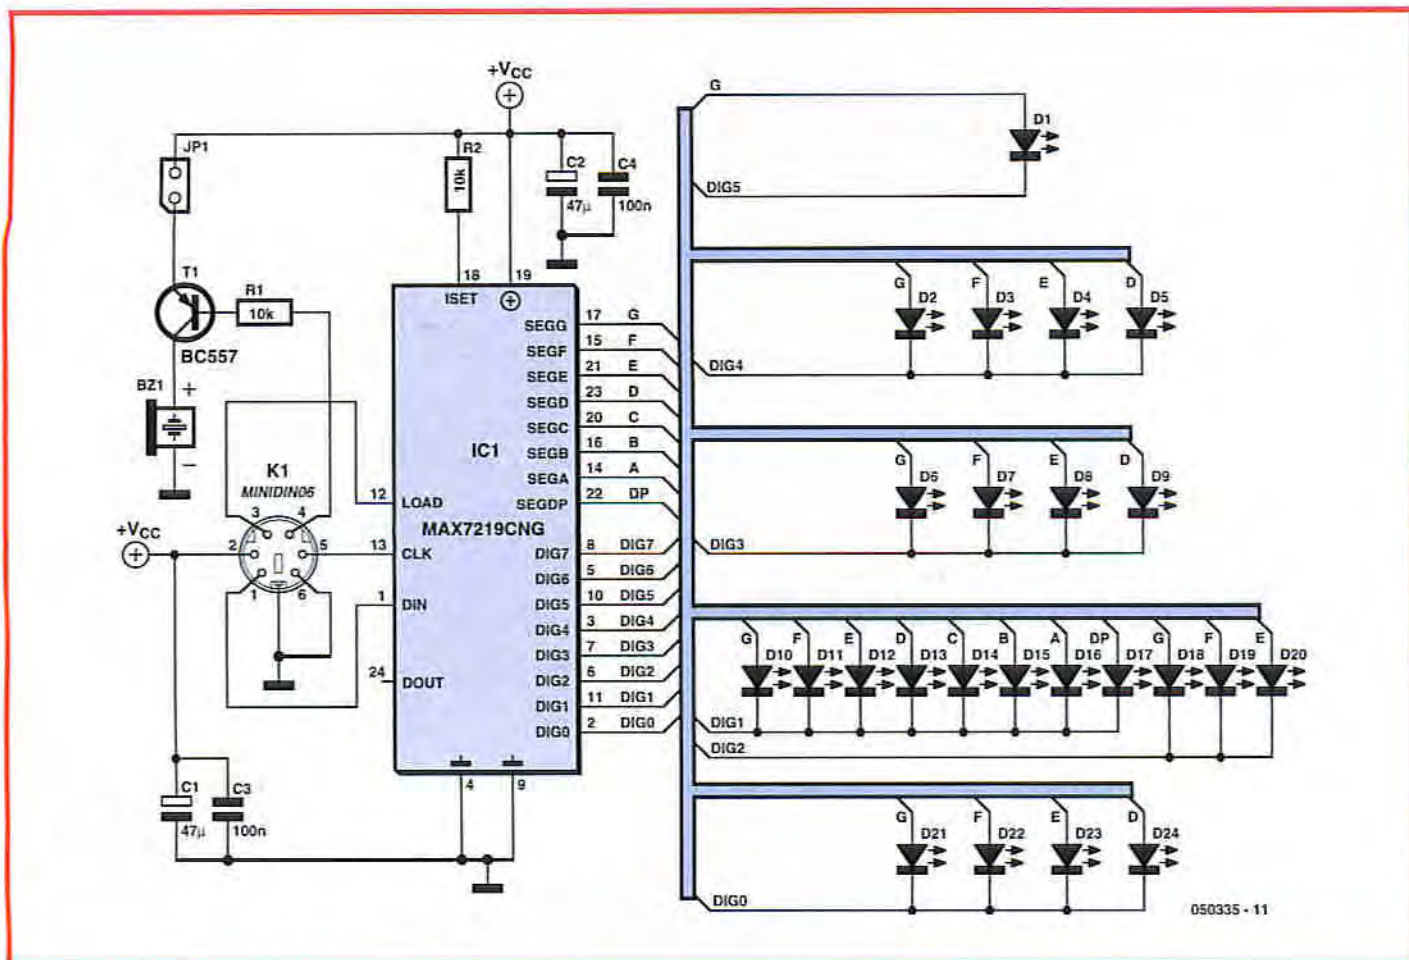 +VCC
JP1
R2
10k
C2
47µ
C4
100n
T1
R1
10k
BC557
BZ1
+
−
K1
MINIDIN06
3
4
2
5
1
6
+VCC
C1
47µ
C3
100n
18
19
ISET
IC1
MAX7219CNG
12 LOAD
13 CLK
1 DIN
24 DOUT
SEGG 17 G
SEGF 15 F
SEGE 21 E
SEGD 23 D
SEGC 20 C
SEGB 16 B
SEGA 14 A
SEGDP 22 DP
DIG7 8 DIG7
DIG6 5 DIG6
DIG5 10 DIG5
DIG4 3 DIG4
DIG3 7 DIG3
DIG2 6 DIG2
DIG1 11 DIG1
DIG0 2 DIG0
4
9
G
D1
DIG5
G F E D
D2 D3 D4 D5
DIG4
G F E D
D6 D7 D8 D9
DIG3
G F E D C B A DP G F E
D10 D11 D12 D13 D14 D15 D16 D17 D18 D19 D20
DIG1
DIG2
G F E D
D21 D22 D23 D24
DIG0
050335 - 11